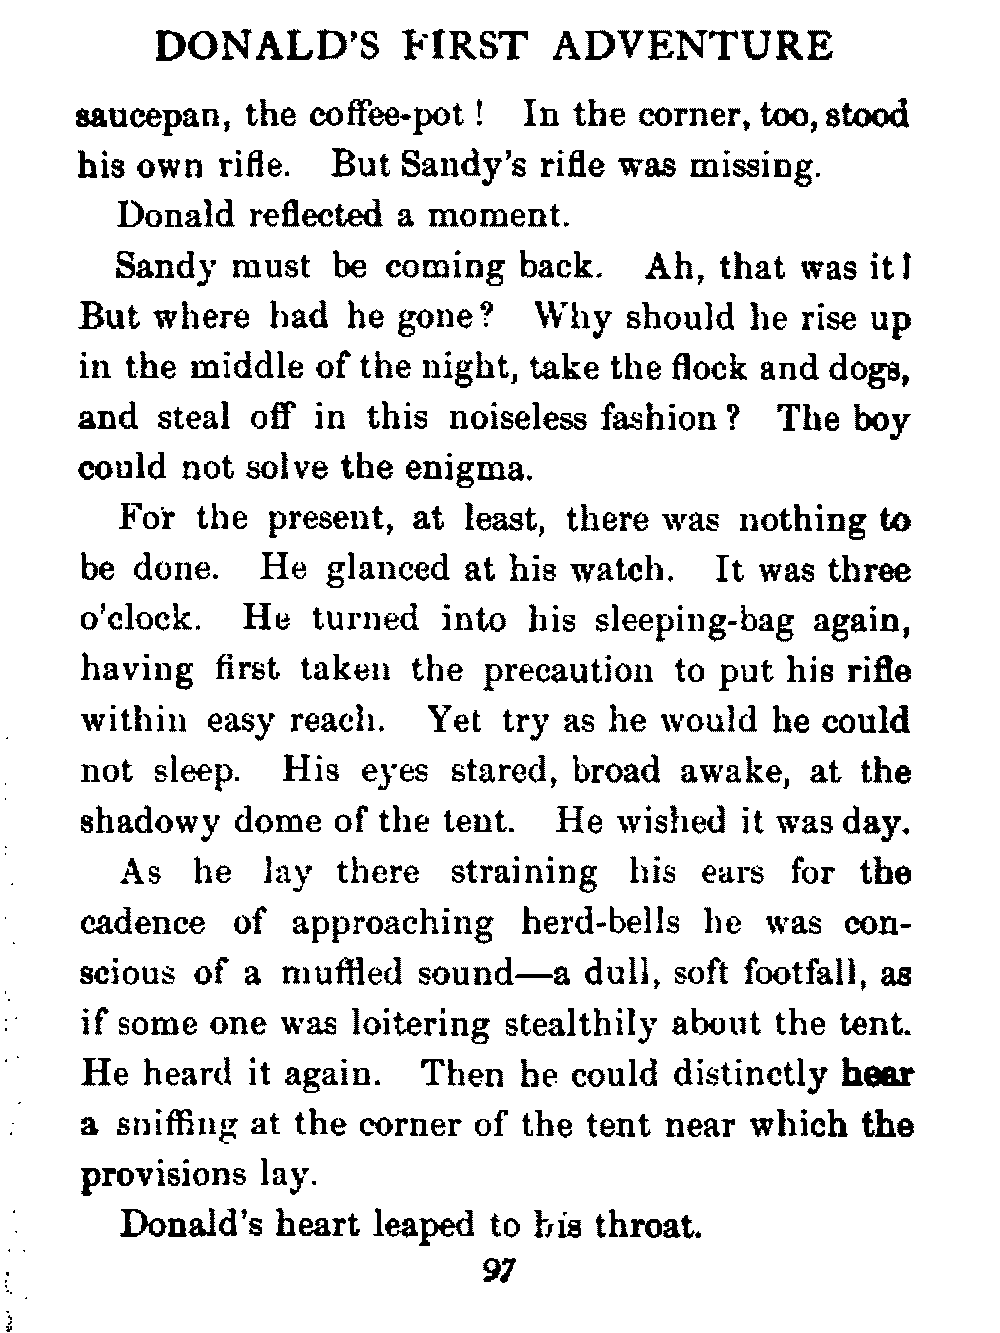 DONALD'S FIRST ADVENTURE
saucepan, the coffee-pot! In the corner, too, stood
his own rifle. But Sandy's rifle was missing.
Donald reflected a moment.
Sandy must be coming back. Ah, that was it!
But where had he gone? Why should he rise up
in the middle of the night, take the flock and dogs,
and steal off in this noiseless fashion? The boy
could not solve the enigma.
For the present, at least, there was nothing to
be done. He glanced at his watch. It was three
o'clock. He turned into his sleeping-bag again,
having first taken the precaution to put his rifle
within easy reach. Yet try as he would he could
not sleep. His eyes stared, broad awake, at the
shadowy dome of the tent. He wished it was day.
As he lay there straining his ears for the
cadence of approaching herd-bells he was con-
scious of a muffled sound—a dull, soft footfall, as
if some one was loitering stealthily about the tent.
He heard it again. Then he could distinctly hear
a sniffing at the corner of the tent near which the
provisions lay.
Donald's heart leaped to his throat.
97